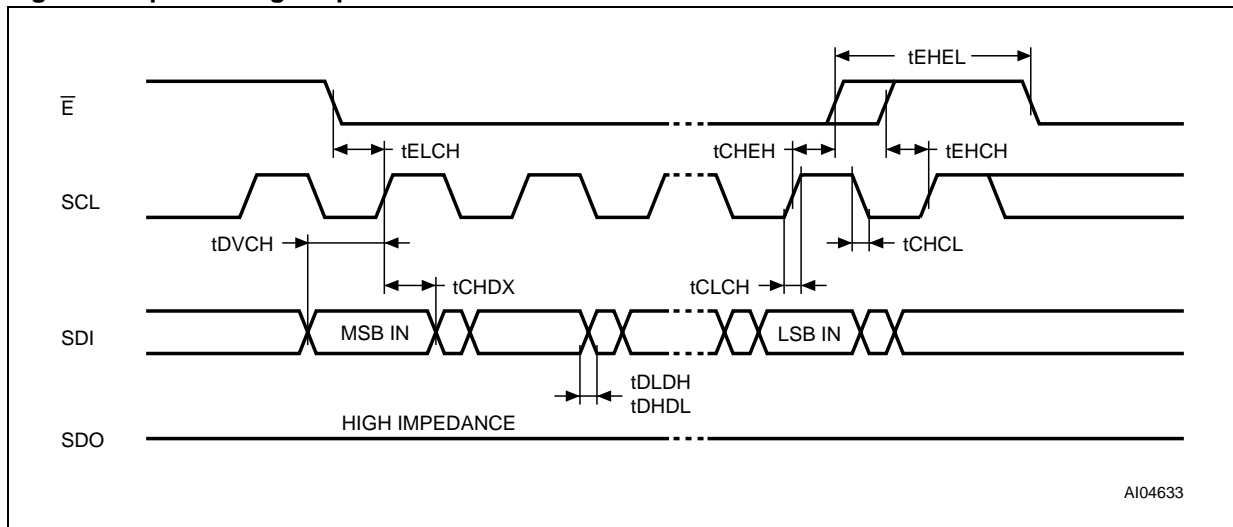 tEHEL
E̅
tELCH
tCHEH
tEHCH
SCL
tDVCH
tCHCL
tCHDX
tCLCH
SDI
MSB IN
LSB IN
tDLDH
tDHDL
HIGH IMPEDANCE
SDO
AI04633